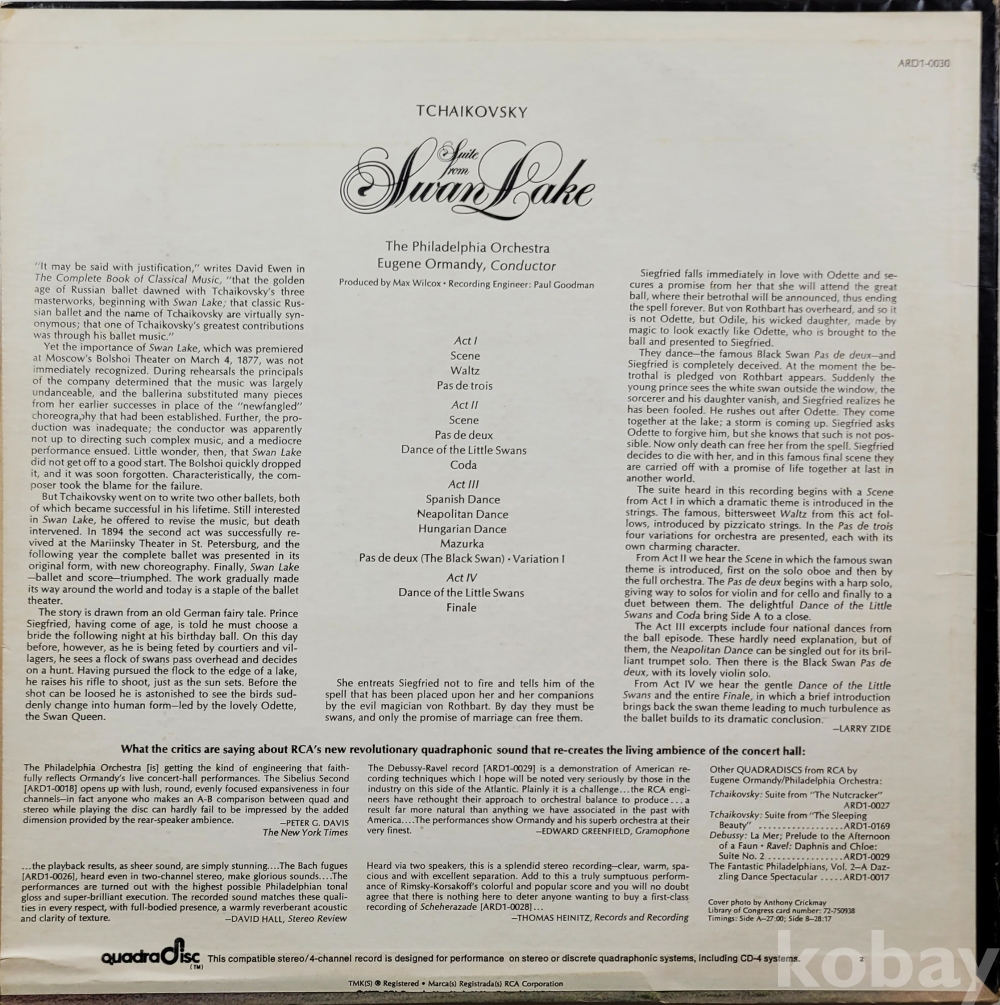 ARD1-0030
TCHAIKOVSKY
Suite
from
Swan Lake
The Philadelphia Orchestra
Eugene Ormandy, Conductor
Produced by Max Wilcox • Recording Engineer: Paul Goodman
"It may be said with justification," writes David Ewen in
The Complete Book of Classical Music, "that the golden
age of Russian ballet dawned with Tchaikovsky's three
masterworks, beginning with Swan Lake; that classic Rus-
sian ballet and the name of Tchaikovsky are virtually syn-
onymous; that one of Tchaikovsky's greatest contributions
was through his ballet music."
Yet the importance of Swan Lake, which was premiered
at Moscow's Bolshoi Theater on March 4, 1877, was not
immediately recognized. During rehearsals the principals
of the company determined that the music was largely
undanceable, and the ballerina substituted many pieces
from her earlier successes in place of the "newfangled"
choreography that had been established. Further, the pro-
duction was inadequate; the conductor was apparently
not up to directing such complex music, and a mediocre
performance ensued. Little wonder, then, that Swan Lake
did not get off to a good start. The Bolshoi quickly dropped
it, and it was soon forgotten. Characteristically, the com-
poser took the blame for the failure.
But Tchaikovsky went on to write two other ballets, both
of which became successful in his lifetime. Still interested
in Swan Lake, he offered to revise the music, but death
intervened. In 1894 the second act was successfully re-
vived at the Mariinsky Theater in St. Petersburg, and the
following year the complete ballet was presented in its
original form, with new choreography. Finally, Swan Lake
—ballet and score—triumphed. The work gradually made
its way around the world and today is a staple of the ballet
theater.
The story is drawn from an old German fairy tale. Prince
Siegfried, having come of age, is told he must choose a
bride the following night at his birthday ball. On this day
before, however, as he is being feted by courtiers and vil-
lagers, he sees a flock of swans pass overhead and decides
on a hunt. Having pursued the flock to the edge of a lake,
he raises his rifle to shoot, just as the sun sets. Before the
shot can be loosed he is astonished to see the birds sud-
denly change into human form—led by the lovely Odette,
the Swan Queen.
Act I
Scene
Waltz
Pas de trois
Act II
Scene
Pas de deux
Dance of the Little Swans
Coda
Act III
Spanish Dance
Neapolitan Dance
Hungarian Dance
Mazurka
Pas de deux (The Black Swan) • Variation I
Act IV
Dance of the Little Swans
Finale
She entreats Siegfried not to fire and tells him of the
spell that has been placed upon her and her companions
by the evil magician von Rothbart. By day they must be
swans, and only the promise of marriage can free them.
Siegfried falls immediately in love with Odette and se-
cures a promise from her that she will attend the great
ball, where their betrothal will be announced, thus ending
the spell forever. But von Rothbart has overheard, and so it
is not Odette, but Odile, his wicked daughter, made by
magic to look exactly like Odette, who is brought to the
ball and presented to Siegfried.
They dance—the famous Black Swan Pas de deux—and
Siegfried is completely deceived. At the moment the be-
trothal is pledged von Rothbart appears. Suddenly the
young prince sees the white swan outside the window, the
sorcerer and his daughter vanish, and Siegfried realizes he
has been fooled. He rushes out after Odette. They come
together at the lake; a storm is coming up. Siegfried asks
Odette to forgive him, but she knows that such is not pos-
sible. Now only death can free her from the spell. Siegfried
decides to die with her, and in this famous final scene they
are carried off with a promise of life together at last in
another world.
The suite heard in this recording begins with a Scene
from Act I in which a dramatic theme is introduced in the
strings. The famous, bittersweet Waltz from this act fol-
lows, introduced by pizzicato strings. In the Pas de trois
four variations for orchestra are presented, each with its
own charming character.
From Act II we hear the Scene in which the famous swan
theme is introduced, first on the solo oboe and then by
the full orchestra. The Pas de deux begins with a harp solo,
giving way to solos for violin and for cello and finally to a
duet between them. The delightful Dance of the Little
Swans and Coda bring Side A to a close.
The Act III excerpts include four national dances from
the ball episode. These hardly need explanation, but of
them, the Neapolitan Dance can be singled out for its bril-
liant trumpet solo. Then there is the Black Swan Pas de
deux, with its lovely violin solo.
From Act IV we hear the gentle Dance of the Little
Swans and the entire Finale, in which a brief introduction
brings back the swan theme leading to much turbulence as
the ballet builds to its dramatic conclusion.
—LARRY ZIDE
What the critics are saying about RCA's new revolutionary quadraphonic sound that re-creates the living ambience of the concert hall:
The Philadelphia Orchestra [is] getting the kind of engineering that faith-
fully reflects Ormandy's live concert-hall performances. The Sibelius Second
[ARD1-0018] opens up with lush, round, evenly focused expansiveness in four
channels—in fact anyone who makes an A-B comparison between quad and
stereo while playing the disc can hardly fail to be impressed by the added
dimension provided by the rear-speaker ambience. —PETER G. DAVIS
The New York Times
...the playback results, as sheer sound, are simply stunning....The Bach fugues
[ARD1-0026], heard even in two-channel stereo, make glorious sounds....The
performances are turned out with the highest possible Philadelphian tonal
gloss and super-brilliant execution. The recorded sound matches these quali-
ties in every respect, with full-bodied presence, a warmly reverberant acoustic
and clarity of texture. —DAVID HALL, Stereo Review
The Debussy-Ravel record [ARD1-0029] is a demonstration of American re-
cording techniques which I hope will be noted very seriously by those in the
industry on this side of the Atlantic. Plainly it is a challenge...the RCA engi-
neers have rethought their approach to orchestral balance to produce...a
result far more natural than anything we have associated in the past with
America....The performances show Ormandy and his superb orchestra at their
very finest. —EDWARD GREENFIELD, Gramophone
Heard via two speakers, this is a splendid stereo recording—clear, warm, spa-
cious and with excellent separation. Add to this a truly sumptuous perform-
ance of Rimsky-Korsakoff's colorful and popular score and you will no doubt
agree that there is nothing here to deter anyone wanting to buy a first-class
recording of Scheherazade [ARD1-0028]...
—THOMAS HEINITZ, Records and Recording
Other QUADRADISCS from RCA by
Eugene Ormandy/Philadelphia Orchestra:
Tchaikovsky: Suite from "The Nutcracker"
ARD1-0027
Tchaikovsky: Suite from "The Sleeping
Beauty" .................ARD1-0169
Debussy: La Mer; Prelude to the Afternoon
of a Faun • Ravel: Daphnis and Chloe:
Suite No. 2 ................ARD1-0029
The Fantastic Philadelphians, Vol. 2—A Daz-
zling Dance Spectacular .....ARD1-0017
Cover photo by Anthony Crickmay
Library of Congress card number: 72-750938
Timings: Side A—27:00; Side B—28:17
quadradisc
(TM)
This compatible stereo/4-channel record is designed for performance on stereo or discrete quadraphonic systems, including CD-4 systems.
2
TMK(S) ® Registered • Marca(s) Registrada(s) RCA Corporation
kobay